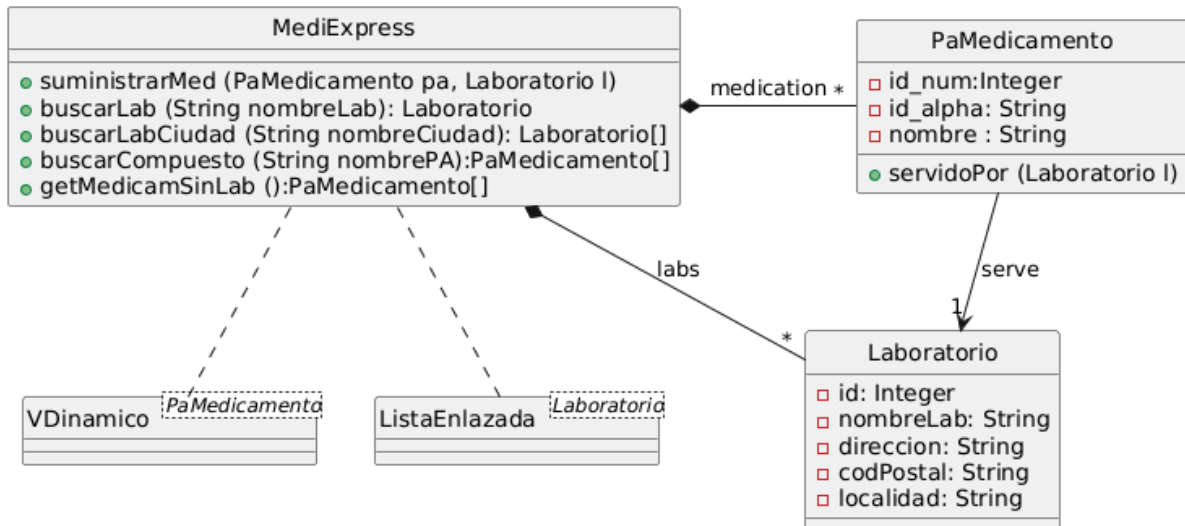 MediExpress
suministrarMed (PaMedicamento pa, Laboratorio l)
buscarLab (String nombreLab): Laboratorio
buscarLabCiudad (String nombreCiudad): Laboratorio[]
buscarCompuesto (String nombrePA):PaMedicamento[]
getMedicamSinLab ():PaMedicamento[]
medication *
PaMedicamento
id_num:Integer
id_alpha: String
nombre : String
servidoPor (Laboratorio l)
labs
*
serve
1
VDinamico
PaMedicamento
ListaEnlazada
Laboratorio
Laboratorio
id: Integer
nombreLab: String
direccion: String
codPostal: String
localidad: String